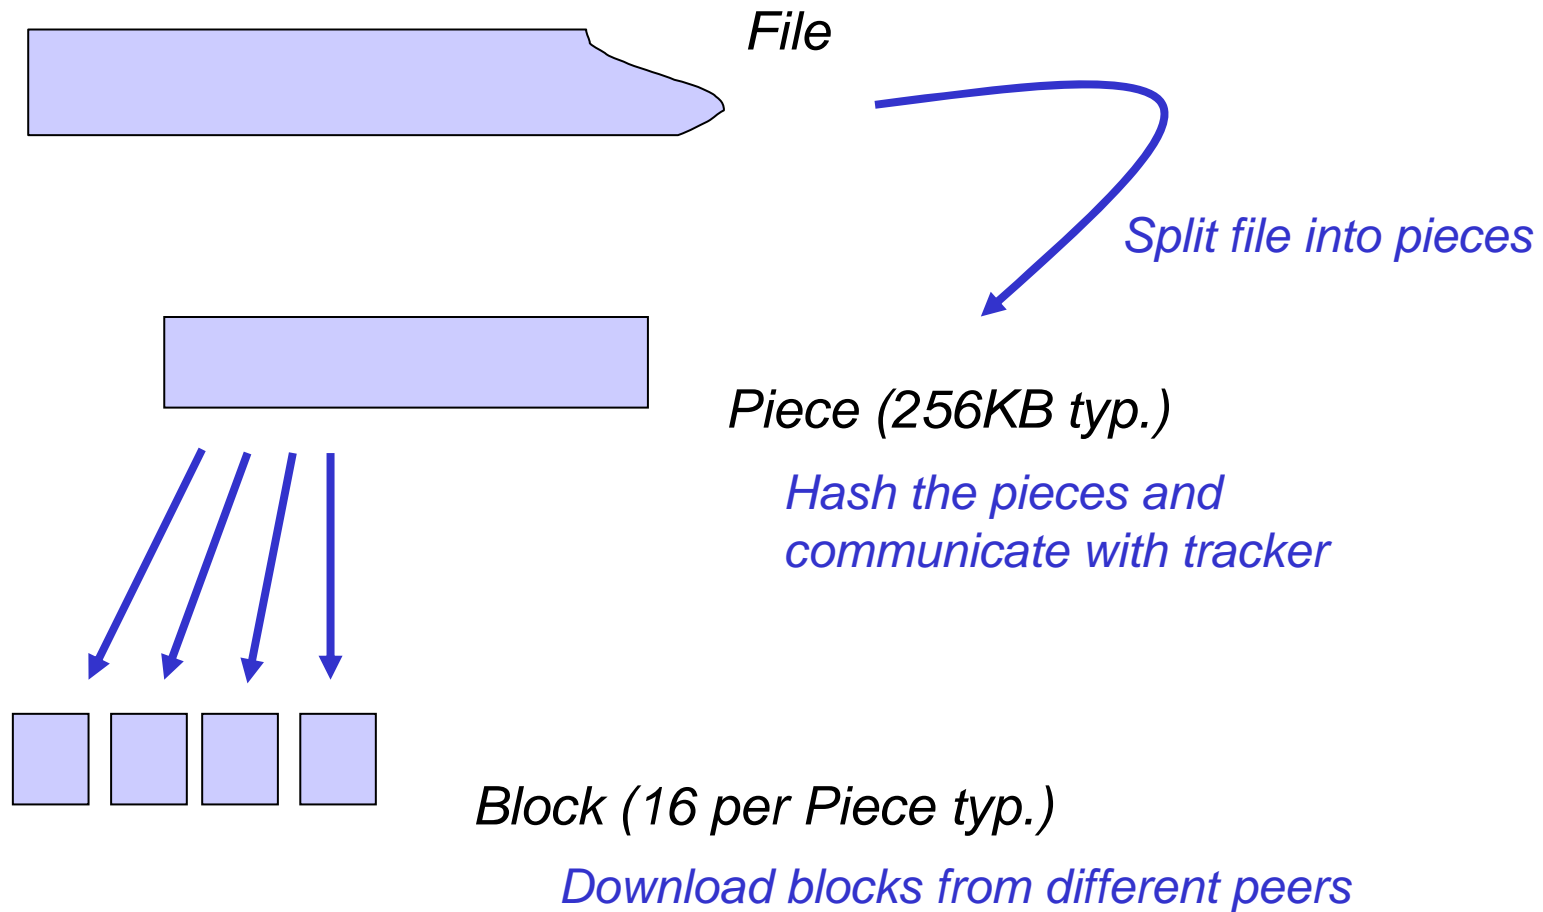 File
Split file into pieces
Piece (256KB typ.)
Hash the pieces and
communicate with tracker
Block (16 per Piece typ.)
Download blocks from different peers